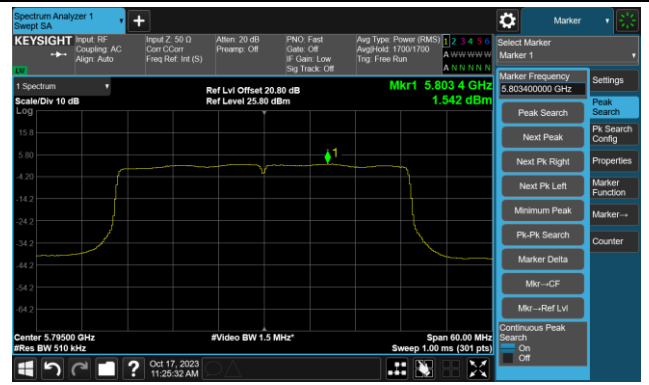 Spectrum Analyzer 1
Swept SA
Marker
KEYSIGHT
Input: RF
Coupling: AC
Align: Auto
Input Z: 50 Ω
Corr CCorr
Freq Ref: Int (S)
Atten: 20 dB
Preamp: Off
PNO: Fast
Gate: Off
IF Gain: Low
Sig Track: Off
Avg Type: Power (RMS)
Avg|Hold: 1700/1700
Trig: Free Run
1 2 3 4 5 6
A W W W W W
A N N N N N
LXI
Select Marker
Marker 1
1 Spectrum
Scale/Div 10 dB
Log
Ref Lvl Offset 20.80 dB
Ref Level 25.80 dBm
Mkr1 5.803 4 GHz
1.542 dBm
15.8
5.80
-4.20
-14.2
-24.2
-34.2
-44.2
-54.2
-64.2
1
Center 5.79500 GHz
#Res BW 510 kHz
#Video BW 1.5 MHz*
Span 60.00 MHz
Sweep 1.00 ms (301 pts)
Marker Frequency
5.803400000 GHz
Peak Search
Next Peak
Next Pk Right
Next Pk Left
Minimum Peak
Pk-Pk Search
Marker Delta
Mkr→CF
Mkr→Ref Lvl
Continuous Peak
Search
On
Off
Settings
Peak
Search
Pk Search
Config
Properties
Marker
Function
Marker→
Counter
?
Oct 17, 2023
11:25:32 AM